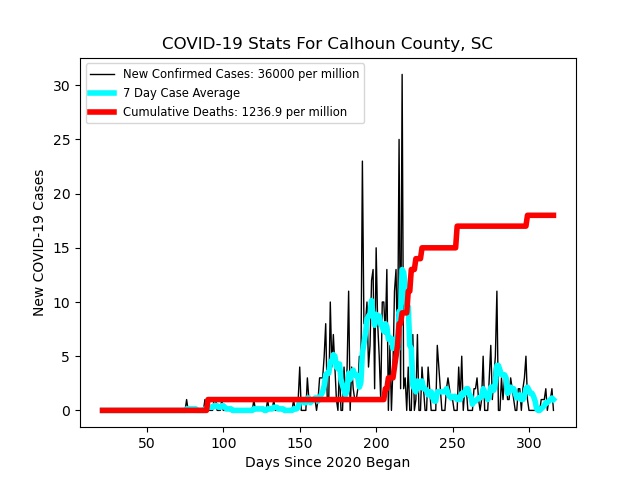 COVID-19 Stats For Calhoun County, SC
New Confirmed Cases: 36000 per million
7 Day Case Average
Cumulative Deaths: 1236.9 per million
New COVID-19 Cases
30
25
20
15
10
5
0
50 100 150 200 250 300
Days Since 2020 Began